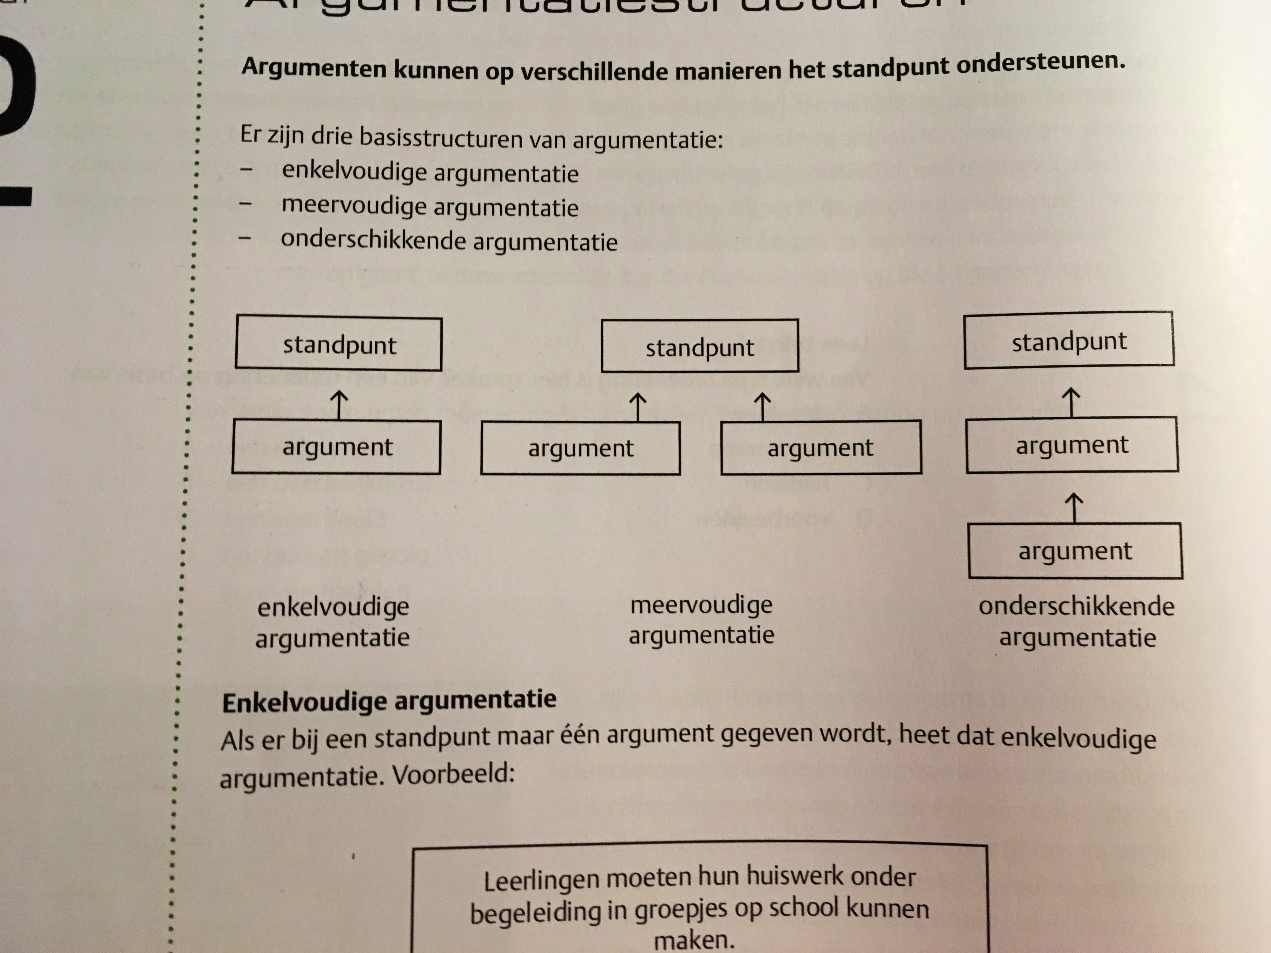 Argumentatiestructuren
Argumenten kunnen op verschillende manieren het standpunt ondersteunen.
Er zijn drie basisstructuren van argumentatie:
– enkelvoudige argumentatie
– meervoudige argumentatie
– onderschikkende argumentatie
standpunt
argument
enkelvoudige
argumentatie
standpunt
argument argument
meervoudige
argumentatie
standpunt
argument
argument
onderschikkende
argumentatie
Enkelvoudige argumentatie
Als er bij een standpunt maar één argument gegeven wordt, heet dat enkelvoudige
argumentatie. Voorbeeld:
Leerlingen moeten hun huiswerk onder
begeleiding in groepjes op school kunnen
maken.